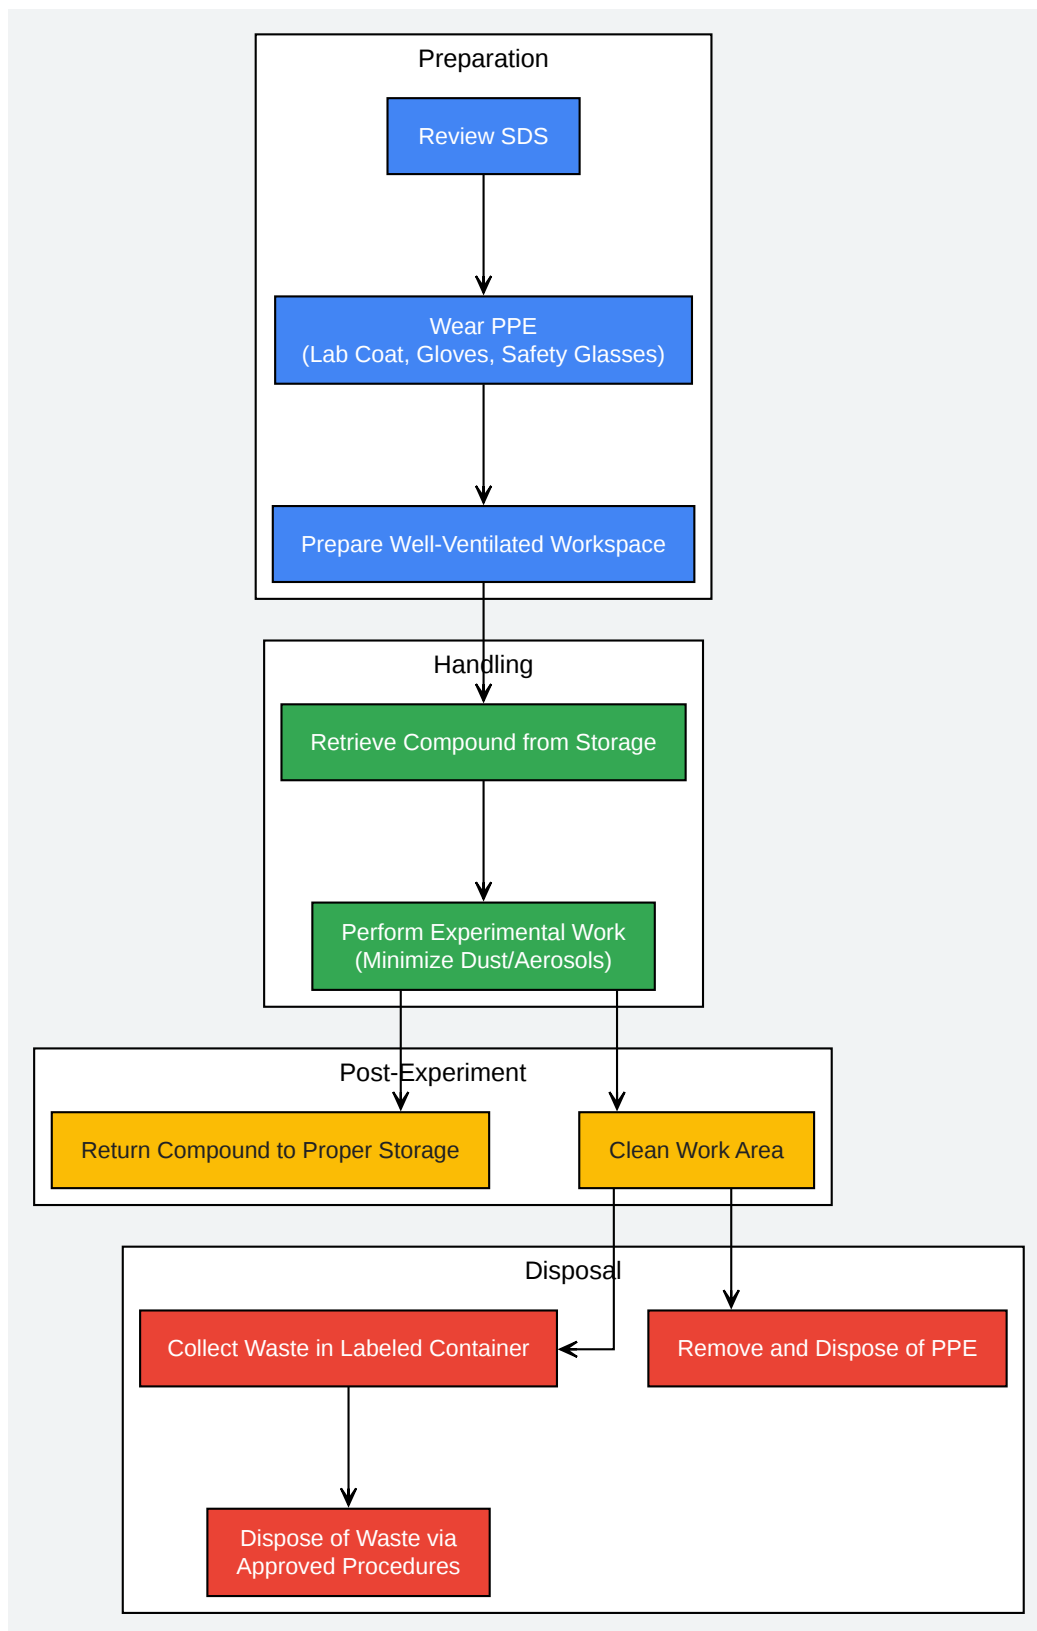 Preparation
Review SDS
Wear PPE
(Lab Coat, Gloves, Safety Glasses)
Prepare Well-Ventilated Workspace
Handling
Retrieve Compound from Storage
Perform Experimental Work
(Minimize Dust/Aerosols)
Post-Experiment
Return Compound to Proper Storage
Clean Work Area
Disposal
Collect Waste in Labeled Container
Remove and Dispose of PPE
Dispose of Waste via
Approved Procedures